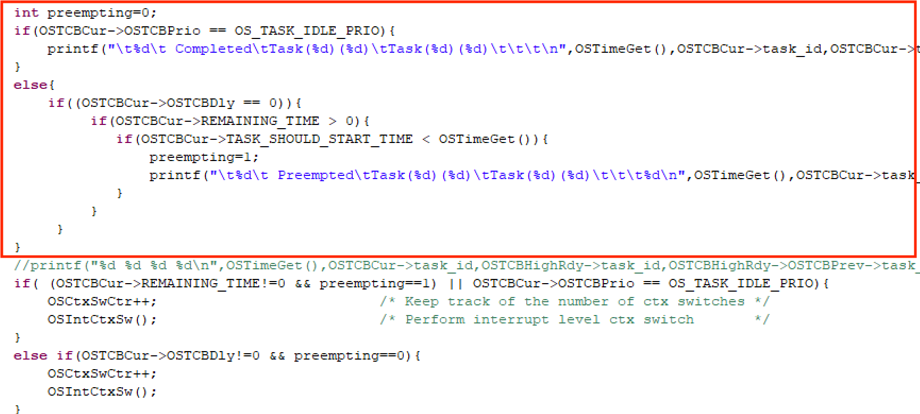 int preempting=0;
if(OSTCBCur->OSTCBPrio == OS_TASK_IDLE_PRIO){
printf("\t%d\t Completed\tTask(%d)(%d)\tTask(%d)(%d)\t\t\t\n",OSTimeGet(),OSTCBCur->task_id,OSTCBCur->t
}
else{
if((OSTCBCur->OSTCBDly == 0)){
if(OSTCBCur->REMAINING_TIME > 0){
if(OSTCBCur->TASK_SHOULD_START_TIME < OSTimeGet()){
preempting=1;
printf("\t%d\t Preempted\tTask(%d)(%d)\tTask(%d)(%d)\t\t\t%d\n",OSTimeGet(),OSTCBCur->task_
}
}
}
}
//printf("%d %d %d %d\n",OSTimeGet(),OSTCBCur->task_id,OSTCBHighRdy->task_id,OSTCBHighRdy->OSTCBPrev->task_
if( (OSTCBCur->REMAINING_TIME!=0 && preempting==1) || OSTCBCur->OSTCBPrio == OS_TASK_IDLE_PRIO){
OSCtxSwCtr++; /* Keep track of the number of ctx switches */
OSIntCtxSw(); /* Perform interrupt level ctx switch */
}
else if(OSTCBCur->OSTCBDly!=0 && preempting==0){
OSCtxSwCtr++;
OSIntCtxSw();
}